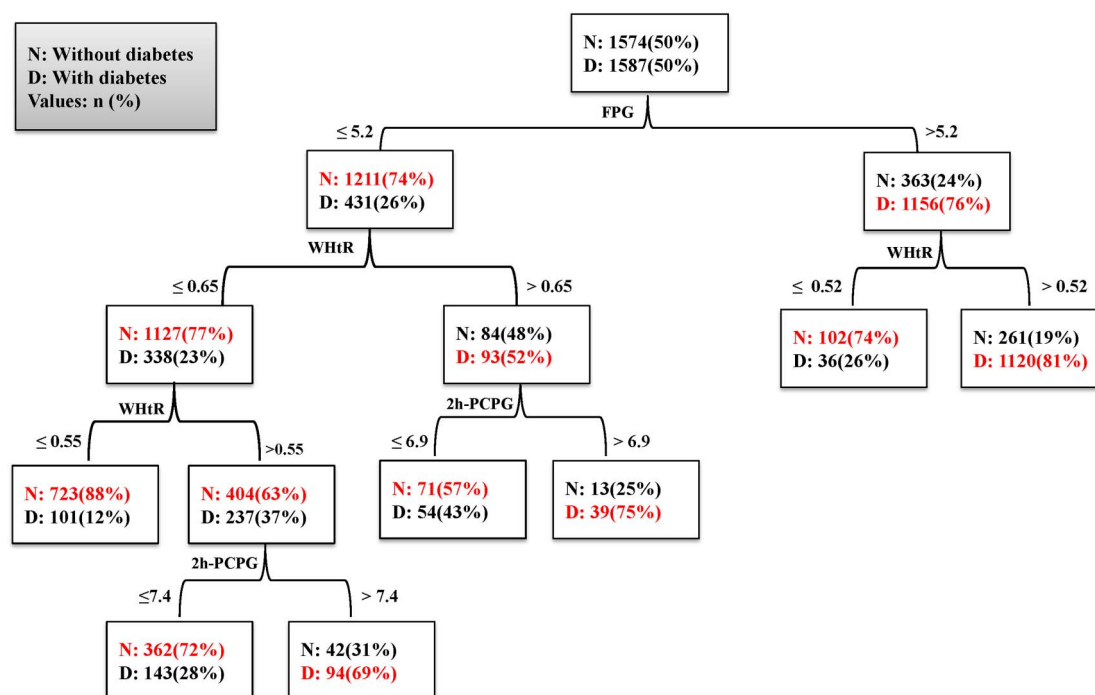 N: Without diabetes
D: With diabetes
Values: n (%)
N: 1574(50%)
D: 1587(50%)
FPG
≤ 5.2
>5.2
N: 1211(74%)
D: 431(26%)
N: 363(24%)
D: 1156(76%)
WHtR
WHtR
≤ 0.65
> 0.65
≤ 0.52
> 0.52
N: 1127(77%)
D: 338(23%)
N: 84(48%)
D: 93(52%)
N: 102(74%)
D: 36(26%)
N: 261(19%)
D: 1120(81%)
WHtR
2h-PCPG
≤ 0.55
>0.55
≤ 6.9
> 6.9
N: 723(88%)
D: 101(12%)
N: 404(63%)
D: 237(37%)
N: 71(57%)
D: 54(43%)
N: 13(25%)
D: 39(75%)
2h-PCPG
≤7.4
> 7.4
N: 362(72%)
D: 143(28%)
N: 42(31%)
D: 94(69%)